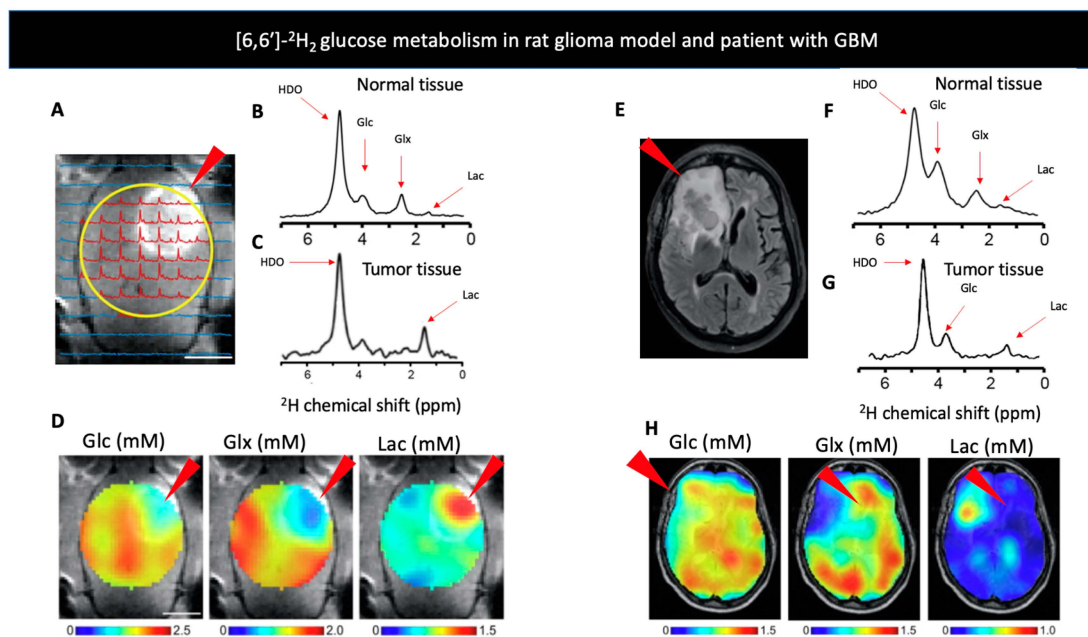 [6,6′]-²H₂ glucose metabolism in rat glioma model and patient with GBM
A
B
Normal tissue
HDO
Glc
Glx
Lac
6
4
2
0
C
Tumor tissue
HDO
Lac
6
4
2
0
²H chemical shift (ppm)
D
Glc (mM)
Glx (mM)
Lac (mM)
0
2.5
0
2.0
0
1.5
E
F
Normal tissue
HDO
Glc
Glx
Lac
6
4
2
0
G
Tumor tissue
HDO
Glc
Lac
6
4
2
0
²H chemical shift (ppm)
H
Glc (mM)
Glx (mM)
Lac (mM)
0
1.5
0
1.5
0
1.0